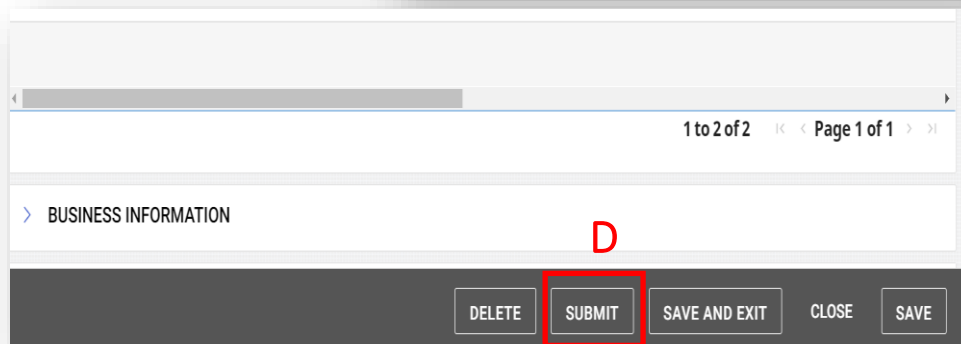 1 to 2 of 2 Page 1 of 1
BUSINESS INFORMATION
D
DELETE SUBMIT SAVE AND EXIT CLOSE SAVE